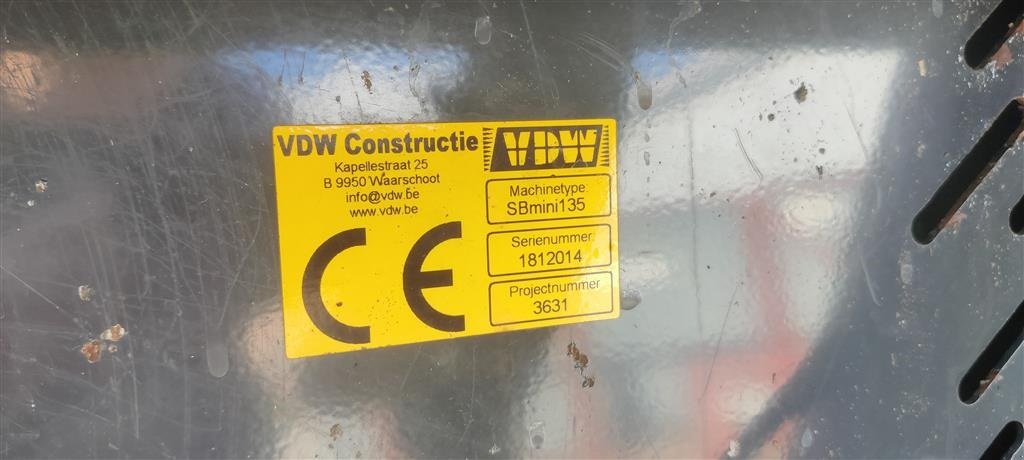 VDW Constructie
Kapellestraat 25
B 9950 Waarschoot
info@vdw.be
www.vdw.be
CE
VDW
Machinetype:
SBmini135
Serienummer:
1812014
Projectnummer
3631